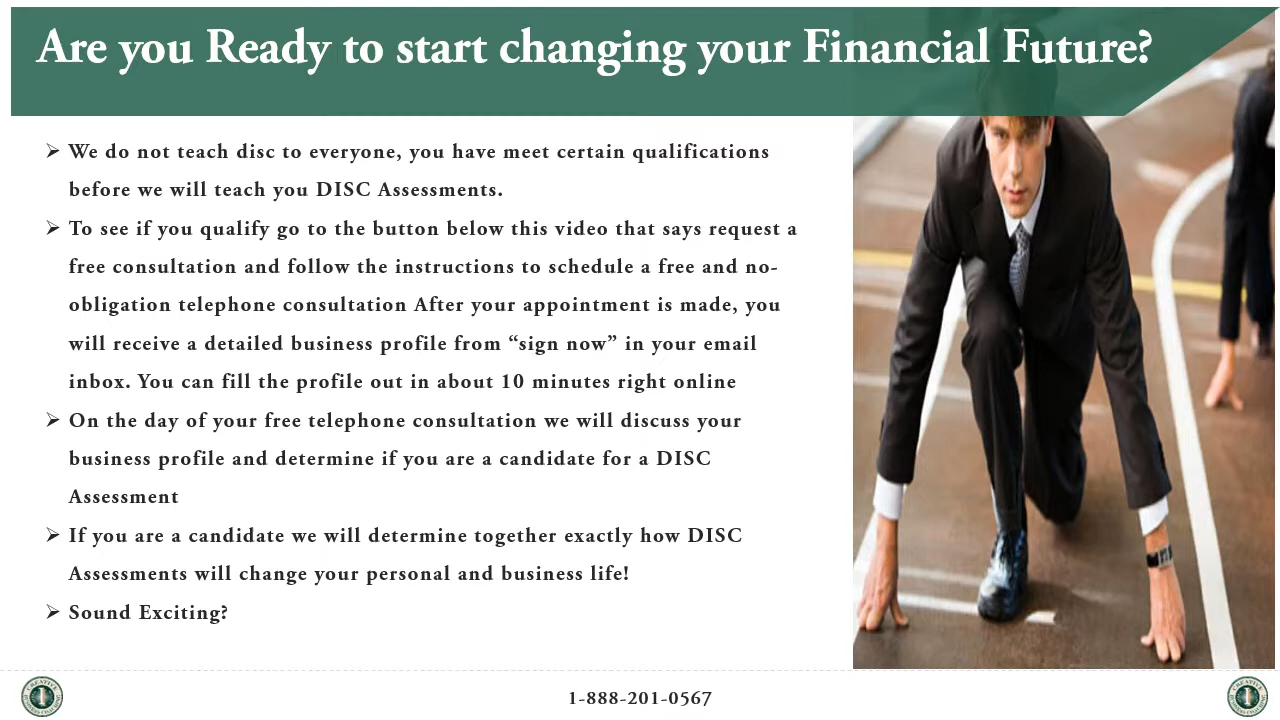 Are you Ready to start changing your Financial Future?
➢ We do not teach disc to everyone, you have meet certain qualifications
before we will teach you DISC Assessments.
➢ To see if you qualify go to the button below this video that says request a
free consultation and follow the instructions to schedule a free and no-
obligation telephone consultation After your appointment is made, you
will receive a detailed business profile from “sign now” in your email
inbox. You can fill the profile out in about 10 minutes right online
➢ On the day of your free telephone consultation we will discuss your
business profile and determine if you are a candidate for a DISC
Assessment
➢ If you are a candidate we will determine together exactly how DISC
Assessments will change your personal and business life!
➢ Sound Exciting?
1-888-201-0567